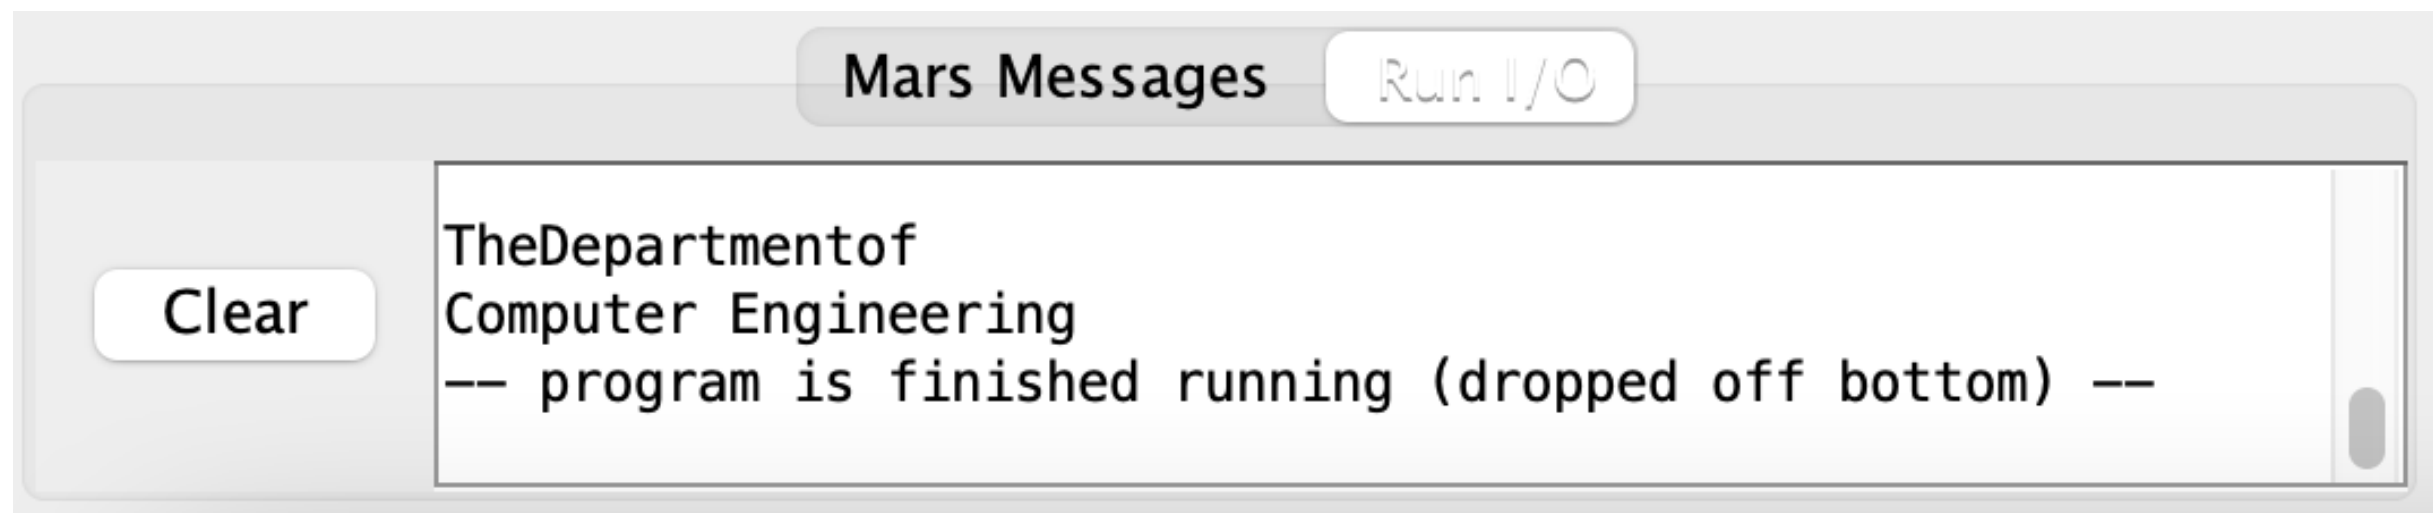 Mars Messages Run I/O
TheDepartmentof
Computer Engineering
-- program is finished running (dropped off bottom) --
Clear